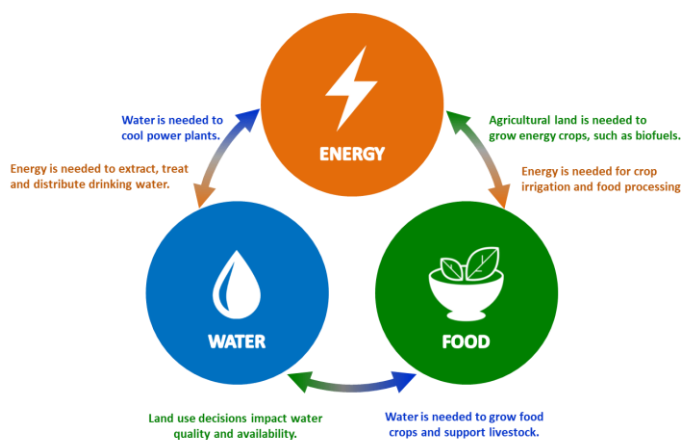 ENERGY
Water is needed to
cool power plants.
Energy is needed to extract, treat
and distribute drinking water.
Agricultural land is needed to
grow energy crops, such as biofuels.
Energy is needed for crop
irrigation and food processing
WATER
FOOD
Land use decisions impact water
quality and availability.
Water is needed to grow food
crops and support livestock.